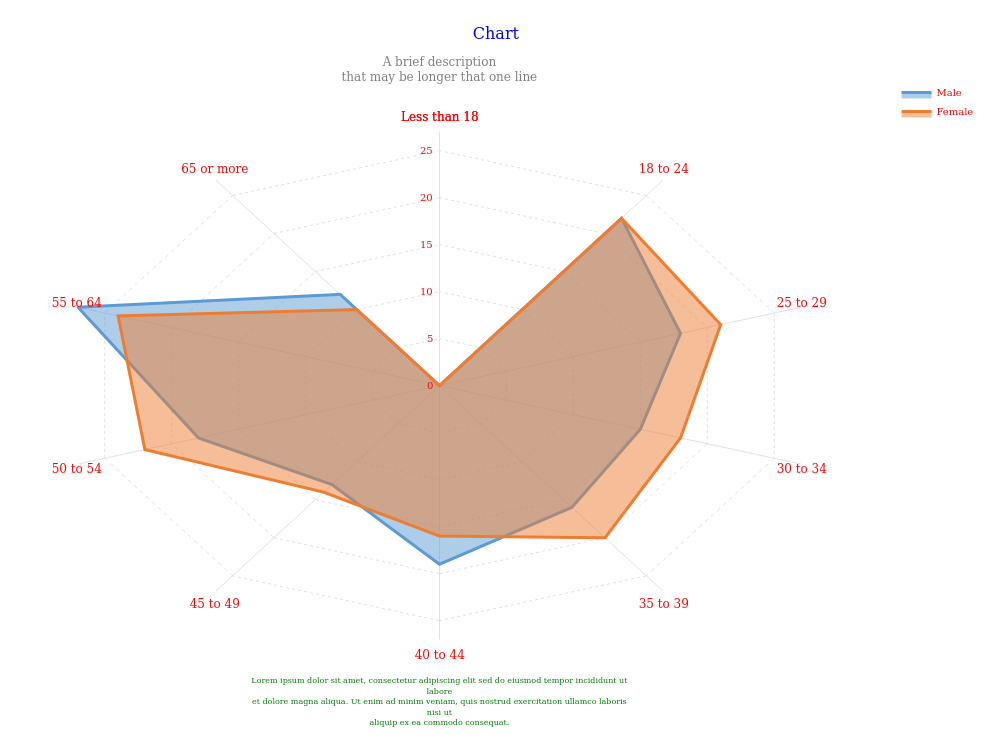 Chart
A brief description
that may be longer that one line
Male
Female
Less than 18
18 to 24
25 to 29
30 to 34
35 to 39
40 to 44
45 to 49
50 to 54
55 to 64
65 or more
25
20
15
10
5
0
Lorem ipsum dolor sit amet, consectetur adipiscing elit sed do eiusmod tempor incididunt ut
labore
et dolore magna aliqua. Ut enim ad minim veniam, quis nostrud exercitation ullamco laboris
nisi ut
aliquip ex ea commodo consequat.